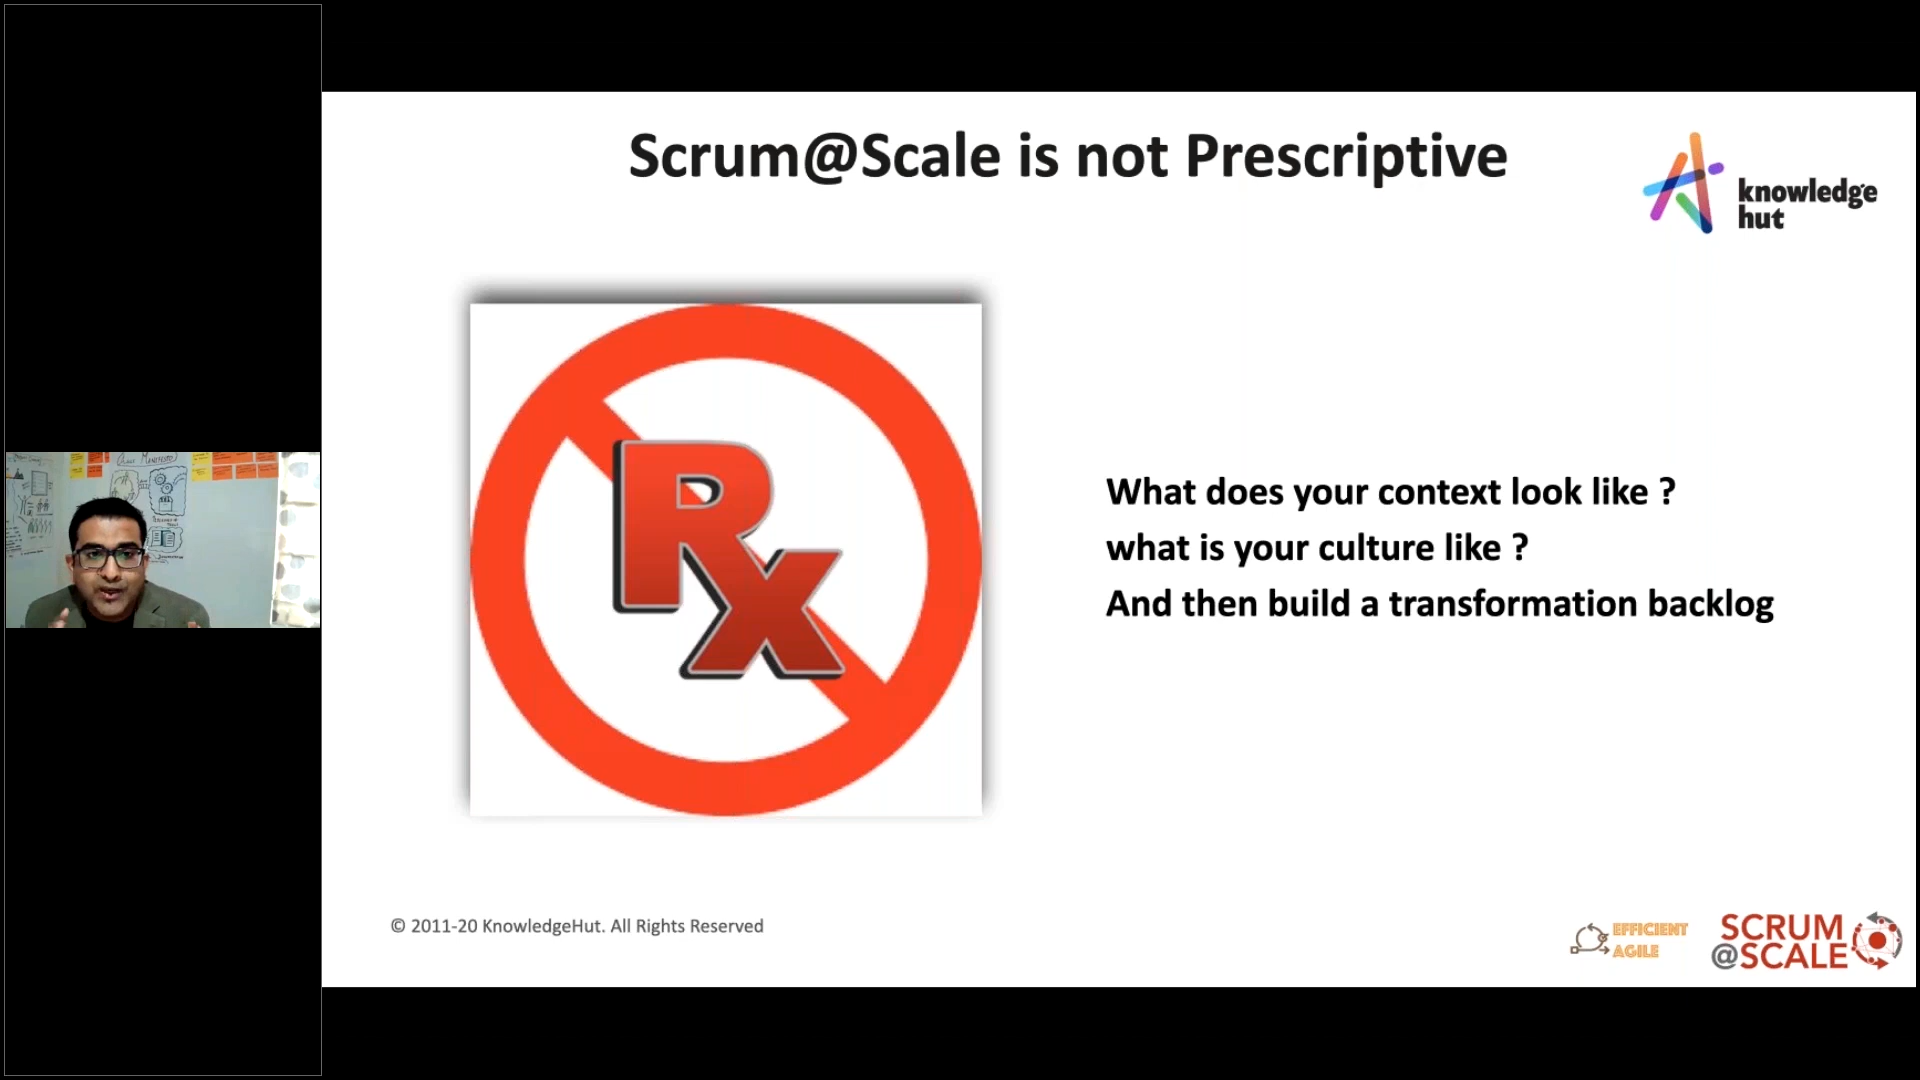 Scrum@Scale is not Prescriptive
knowledge
hut
Rx
What does your context look like ?
what is your culture like ?
And then build a transformation backlog
© 2011-20 KnowledgeHut. All Rights Reserved
EFFICIENT
AGILE
SCRUM
@SCALE